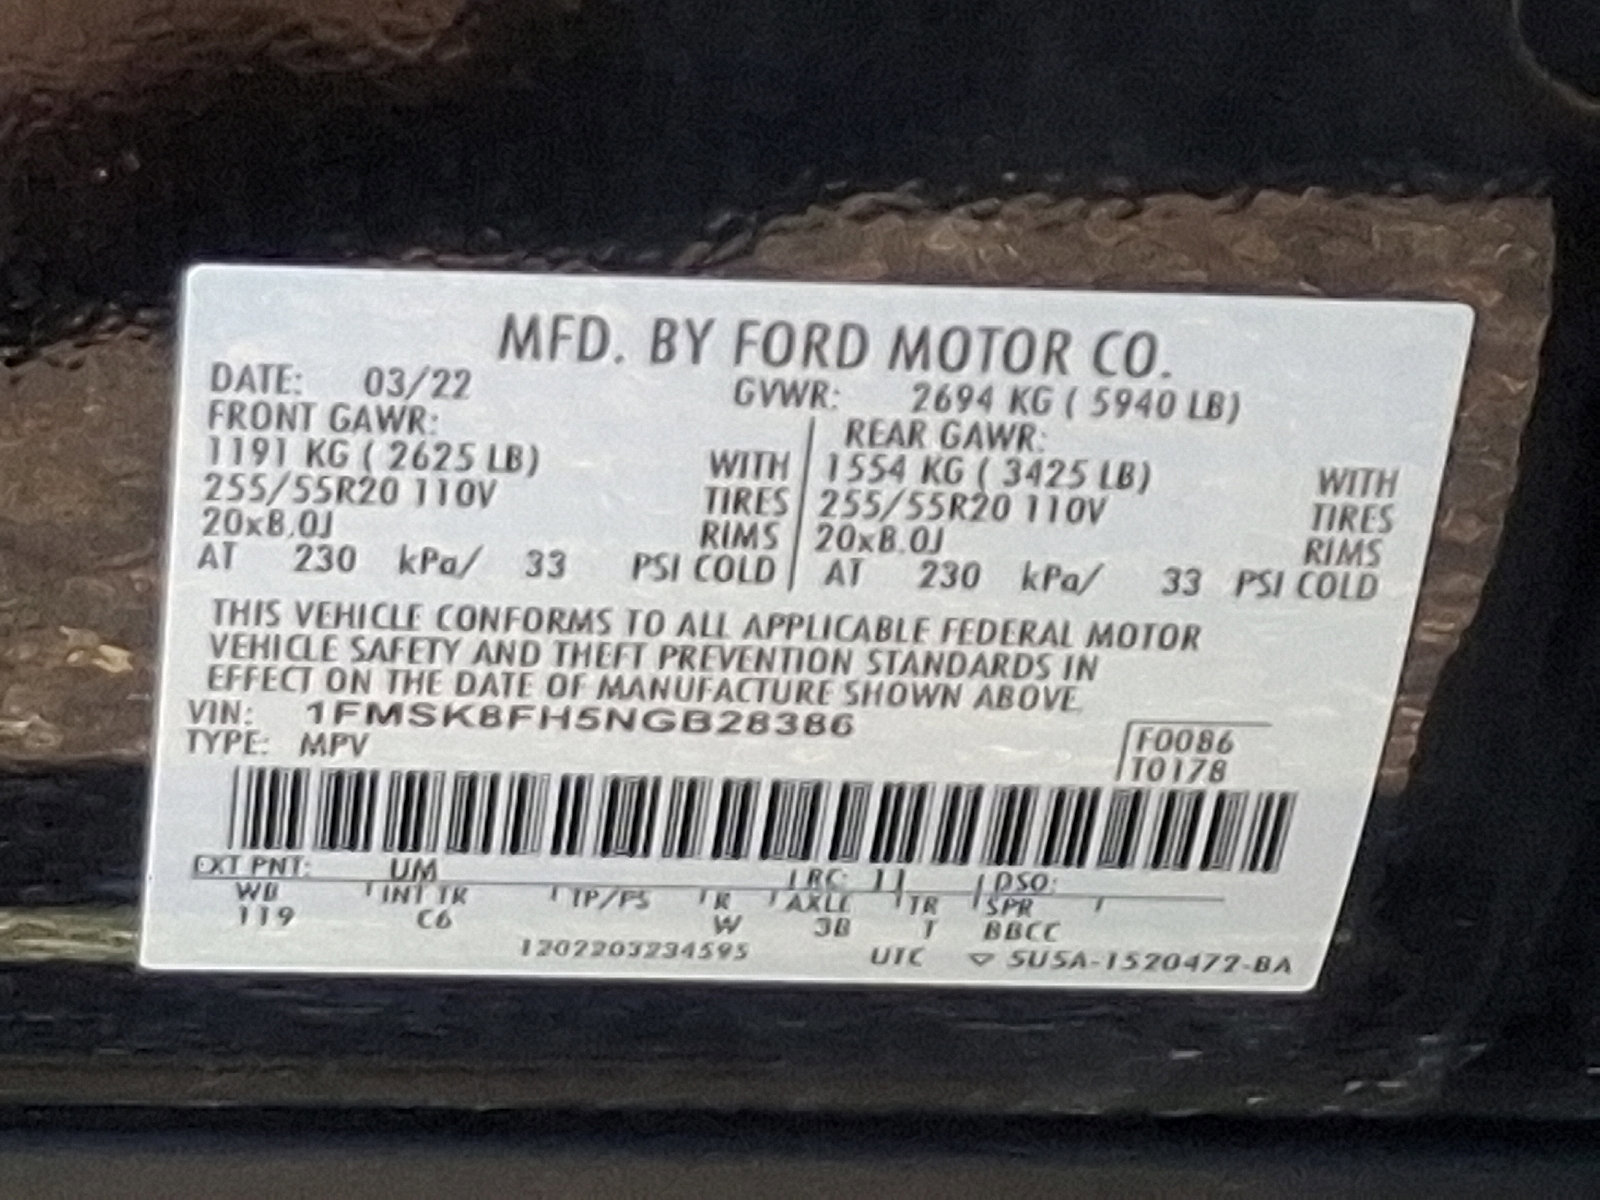 MFD. BY FORD MOTOR CO.
DATE: 03/22 GVWR: 2694 KG ( 5940 LB)
FRONT GAWR: REAR GAWR:
1191 KG ( 2625 LB) WITH 1554 KG ( 3425 LB) WITH
255/55R20 110V TIRES 255/55R20 110V TIRES
20x8.0J RIMS 20x8.0J RIMS
AT 230 kPa/ 33 PSI COLD AT 230 kPa/ 33 PSI COLD
THIS VEHICLE CONFORMS TO ALL APPLICABLE FEDERAL MOTOR
VEHICLE SAFETY AND THEFT PREVENTION STANDARDS IN
EFFECT ON THE DATE OF MANUFACTURE SHOWN ABOVE.
VIN: 1FMSK8FH5NGB28386
TYPE: MPV
F0086
T0178
EXT PNT: UM RC: 11 DSO:
WB INT TR TP/PS R AXLE TR SPR
119 C6 W 3B T BBCC
1202203234595 UTC ▽ 5U5A-1520472-BA